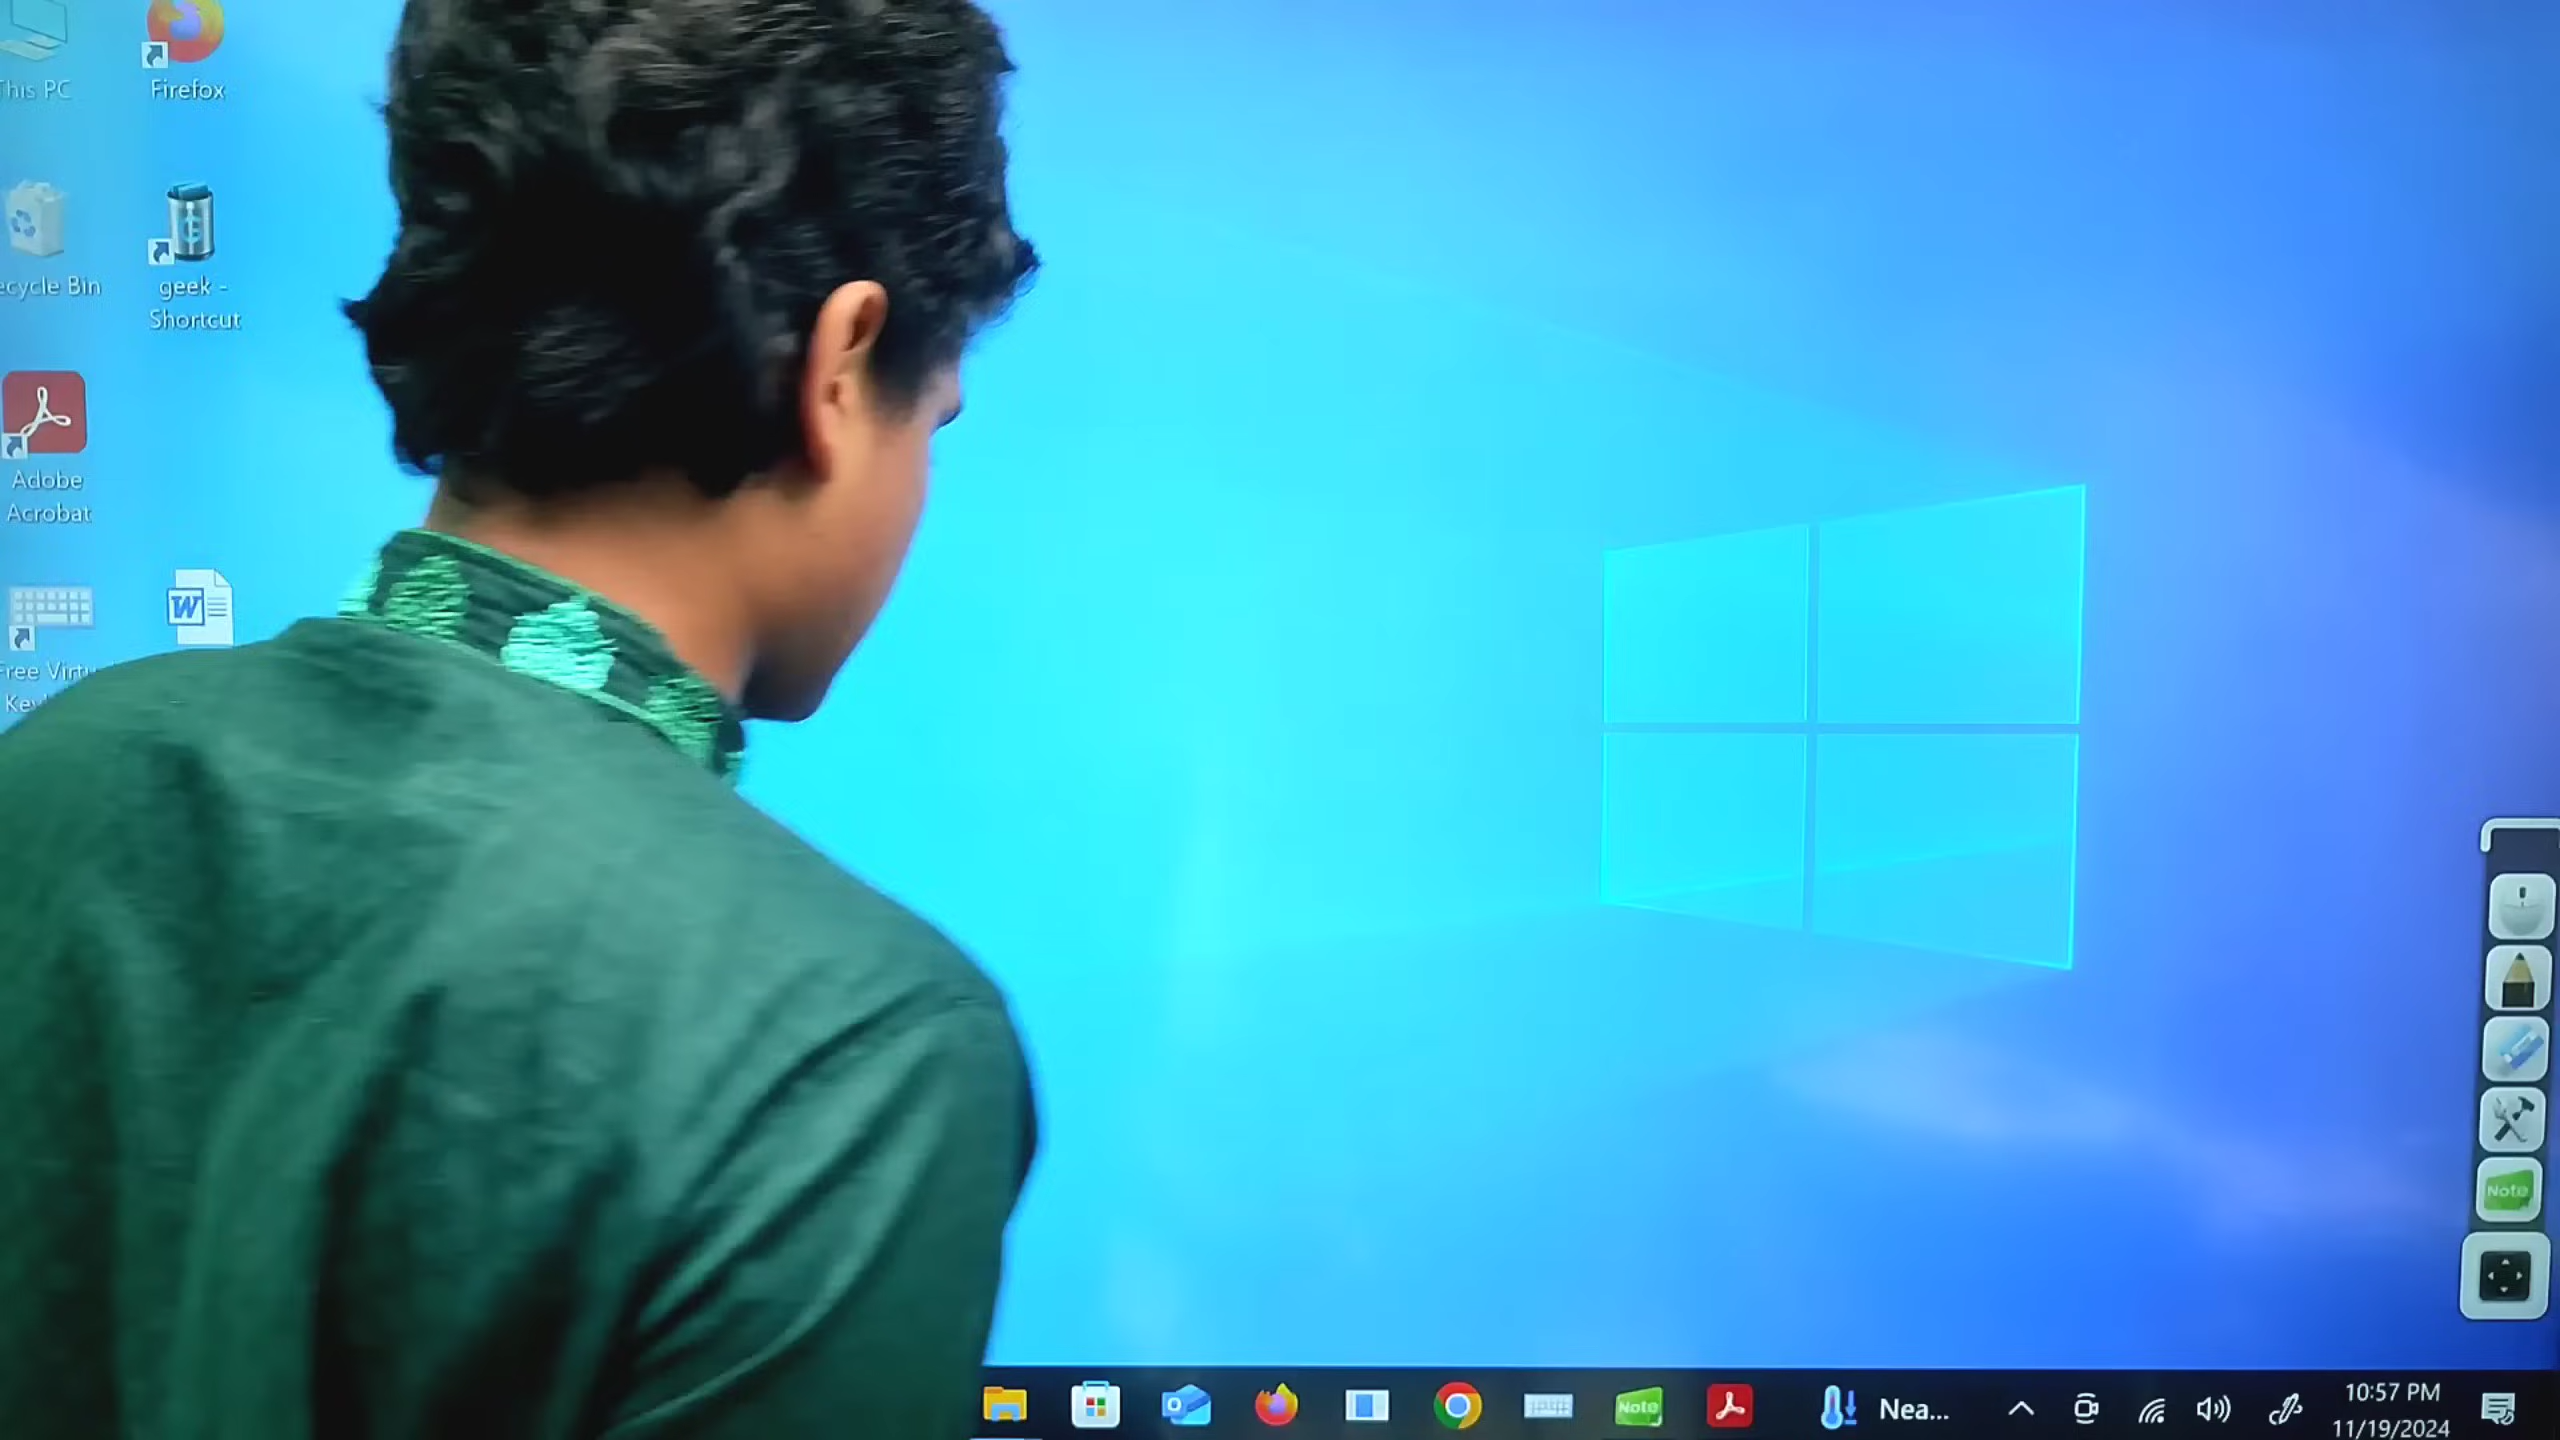 This PC
Firefox
ecycle Bin
geek -
Shortcut
Adobe
Acrobat
W
Free Virtu
Key
Note
Note
Nea...
10:57 PM
11/19/2024